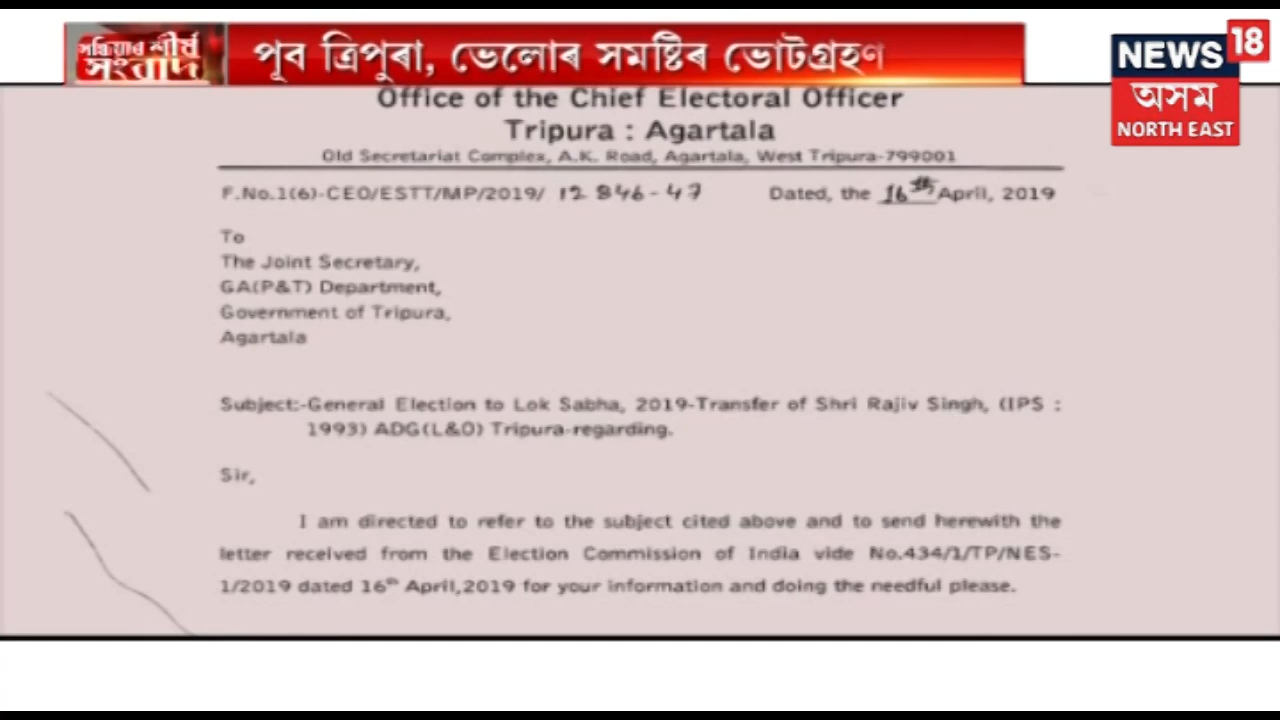 সন্ধিয়াৰ শীৰ্ষ
সংবাদ
পূব ত্ৰিপুৰা, ভেলোৰ সমষ্টিৰ ভোটগ্ৰহণ
NEWS 18
অসম
NORTH EAST
Office of the Chief Electoral Officer
Tripura : Agartala
Old Secretariat Complex, A.K. Road, Agartala, West Tripura-799001
F.No.1(6)-CEO/ESTT/MP/2019/ 12846-47 Dated, the 16th April, 2019
To
The Joint Secretary,
GA(P&T) Department,
Government of Tripura,
Agartala
Subject:-General Election to Lok Sabha, 2019-Transfer of Shri Rajiv Singh, (IPS :
1993) ADG(L&O) Tripura-regarding.
Sir,
I am directed to refer to the subject cited above and to send herewith the
letter received from the Election Commission of India vide No.434/1/TP/NES-
1/2019 dated 16th April,2019 for your information and doing the needful please.